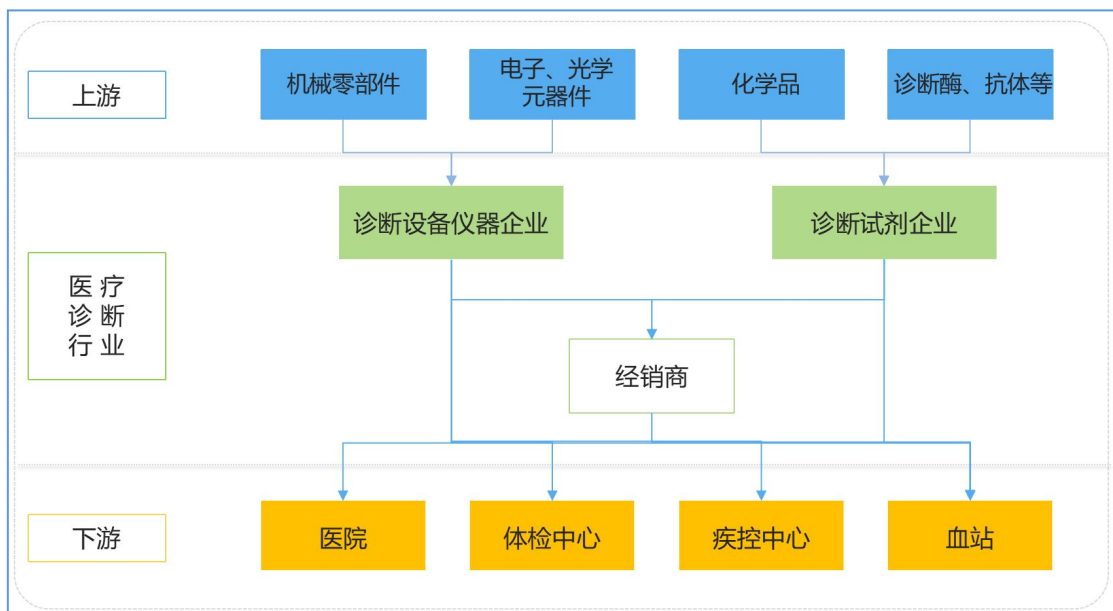 上游
机械零部件
电子、光学
元器件
化学品
诊断酶、抗体等
诊断设备仪器企业
诊断试剂企业
医疗
诊断
行业
经销商
下游
医院
体检中心
疾控中心
血站